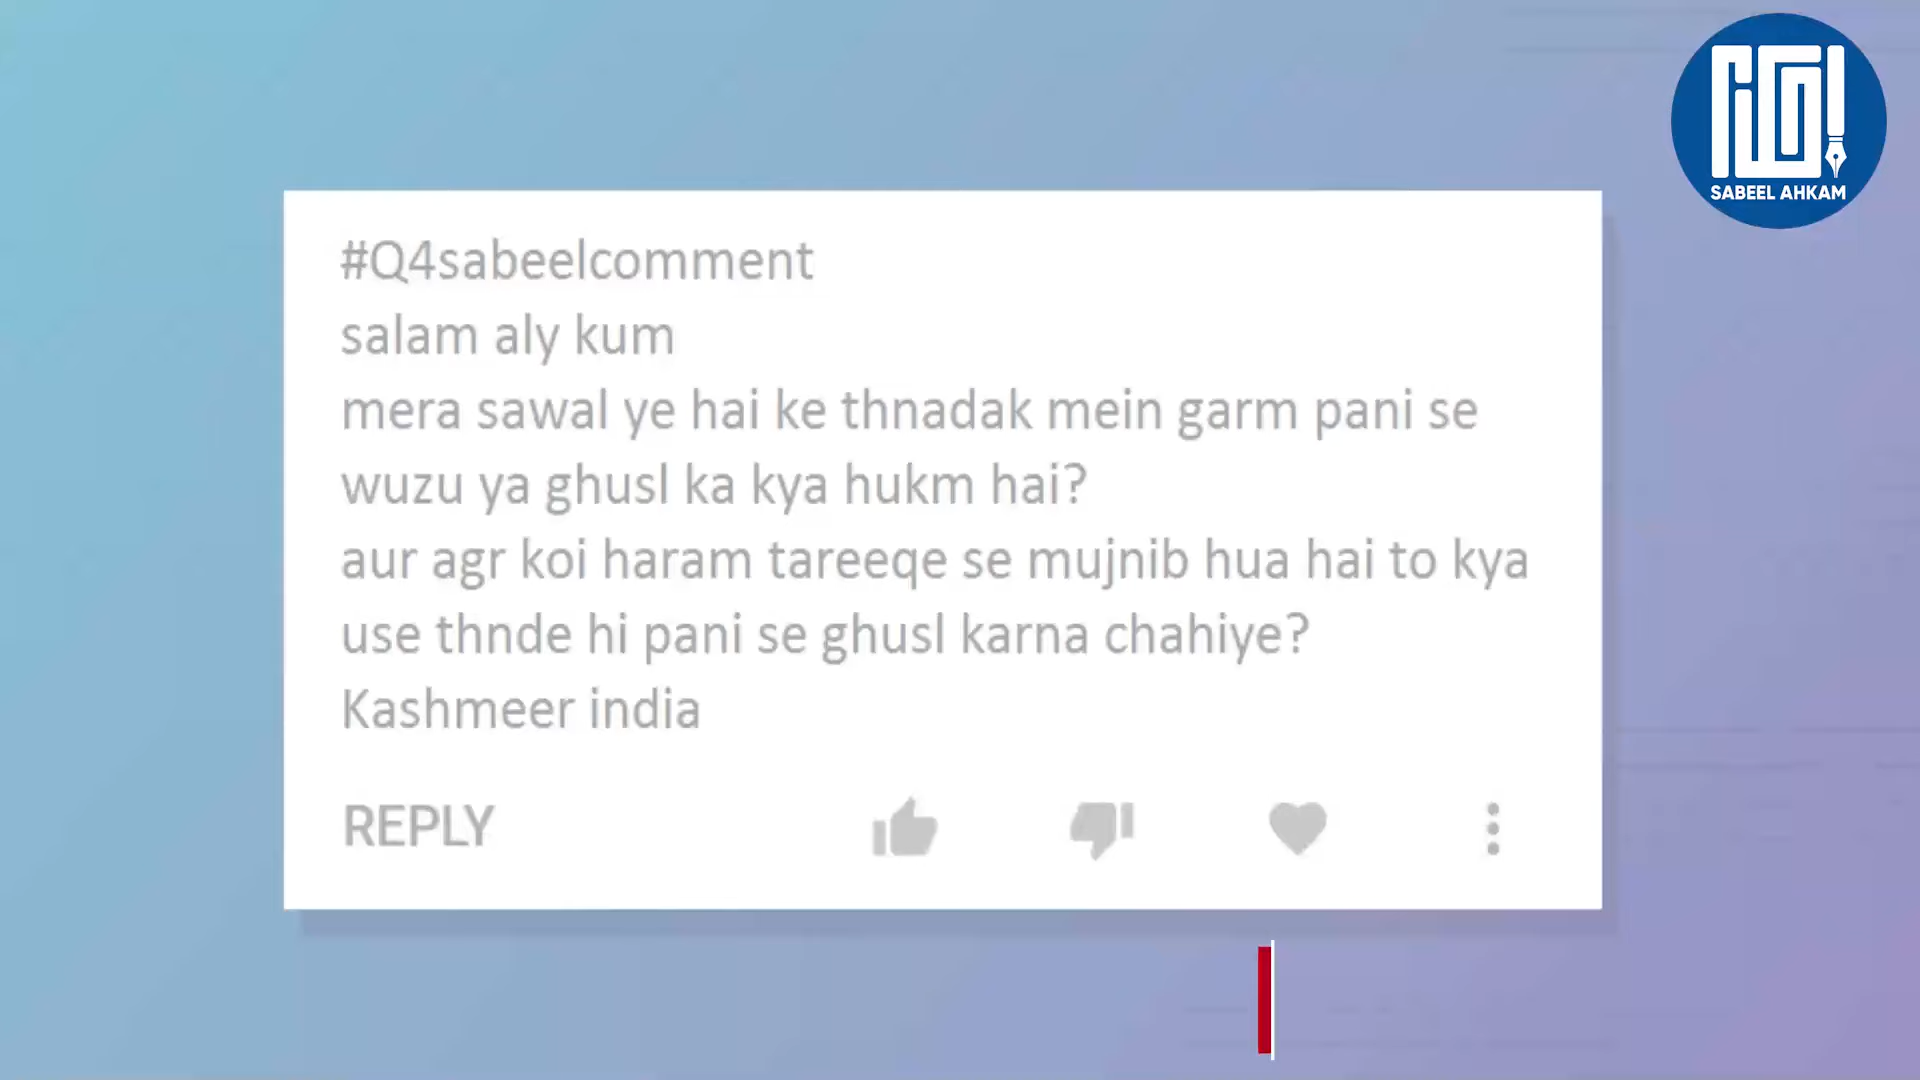 #Q4sabeelcomment
salam aly kum
mera sawal ye hai ke thnadak mein garm pani se
wuzu ya ghusl ka kya hukm hai?
aur agr koi haram tareeqe se mujnib hua hai to kya
use thnde hi pani se ghusl karna chahiye?
Kashmeer india
REPLY
SABEEL AHKAM